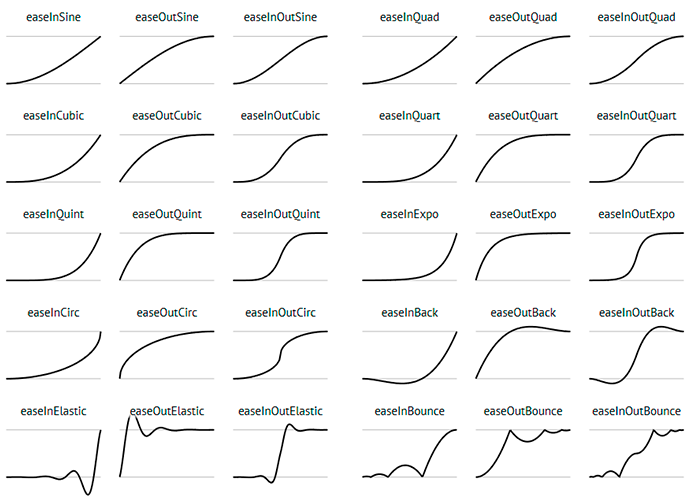 easeInSine easeOutSine easeInOutSine easeInQuad easeOutQuad easeInOutQuad
easeInCubic easeOutCubic easeInOutCubic easeInQuart easeOutQuart easeInOutQuart
easeInQuint easeOutQuint easeInOutQuint easeInExpo easeOutExpo easeInOutExpo
easeInCirc easeOutCirc easeInOutCirc easeInBack easeOutBack easeInOutBack
easeInElastic easeOutElastic easeInOutElastic easeInBounce easeOutBounce easeInOutBounce